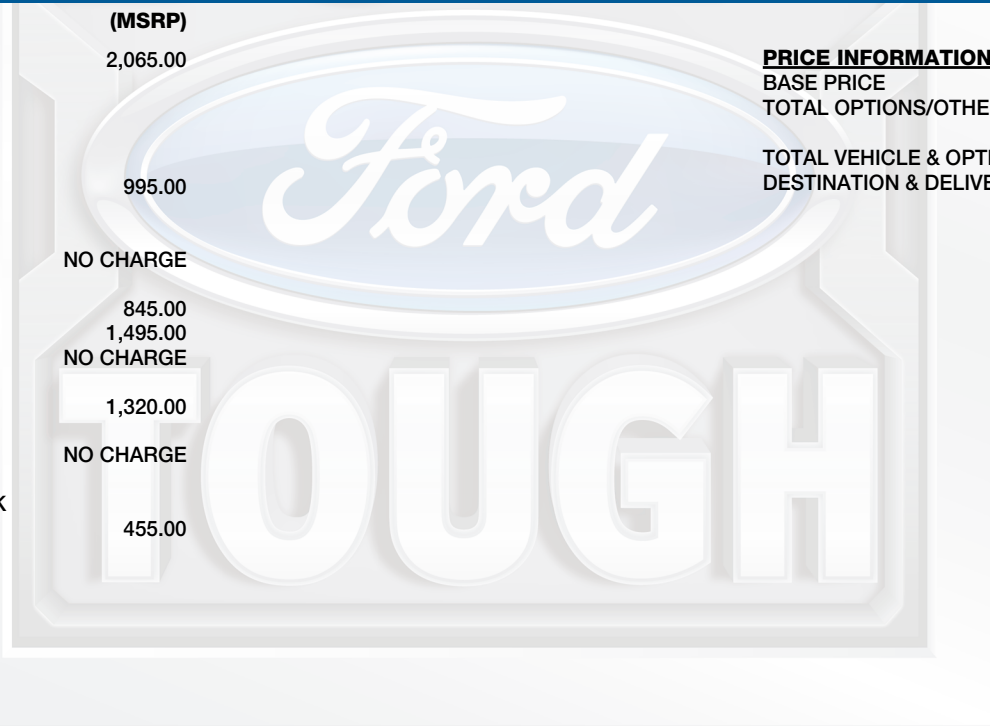 (MSRP)
2,065.00
995.00
NO CHARGE
845.00
1,495.00
NO CHARGE
1,320.00
NO CHARGE
K
455.00
PRICE INFORMATION
BASE PRICE
TOTAL OPTIONS/OTHE
TOTAL VEHICLE & OPTI
DESTINATION & DELIVE
Ford
TOUGH